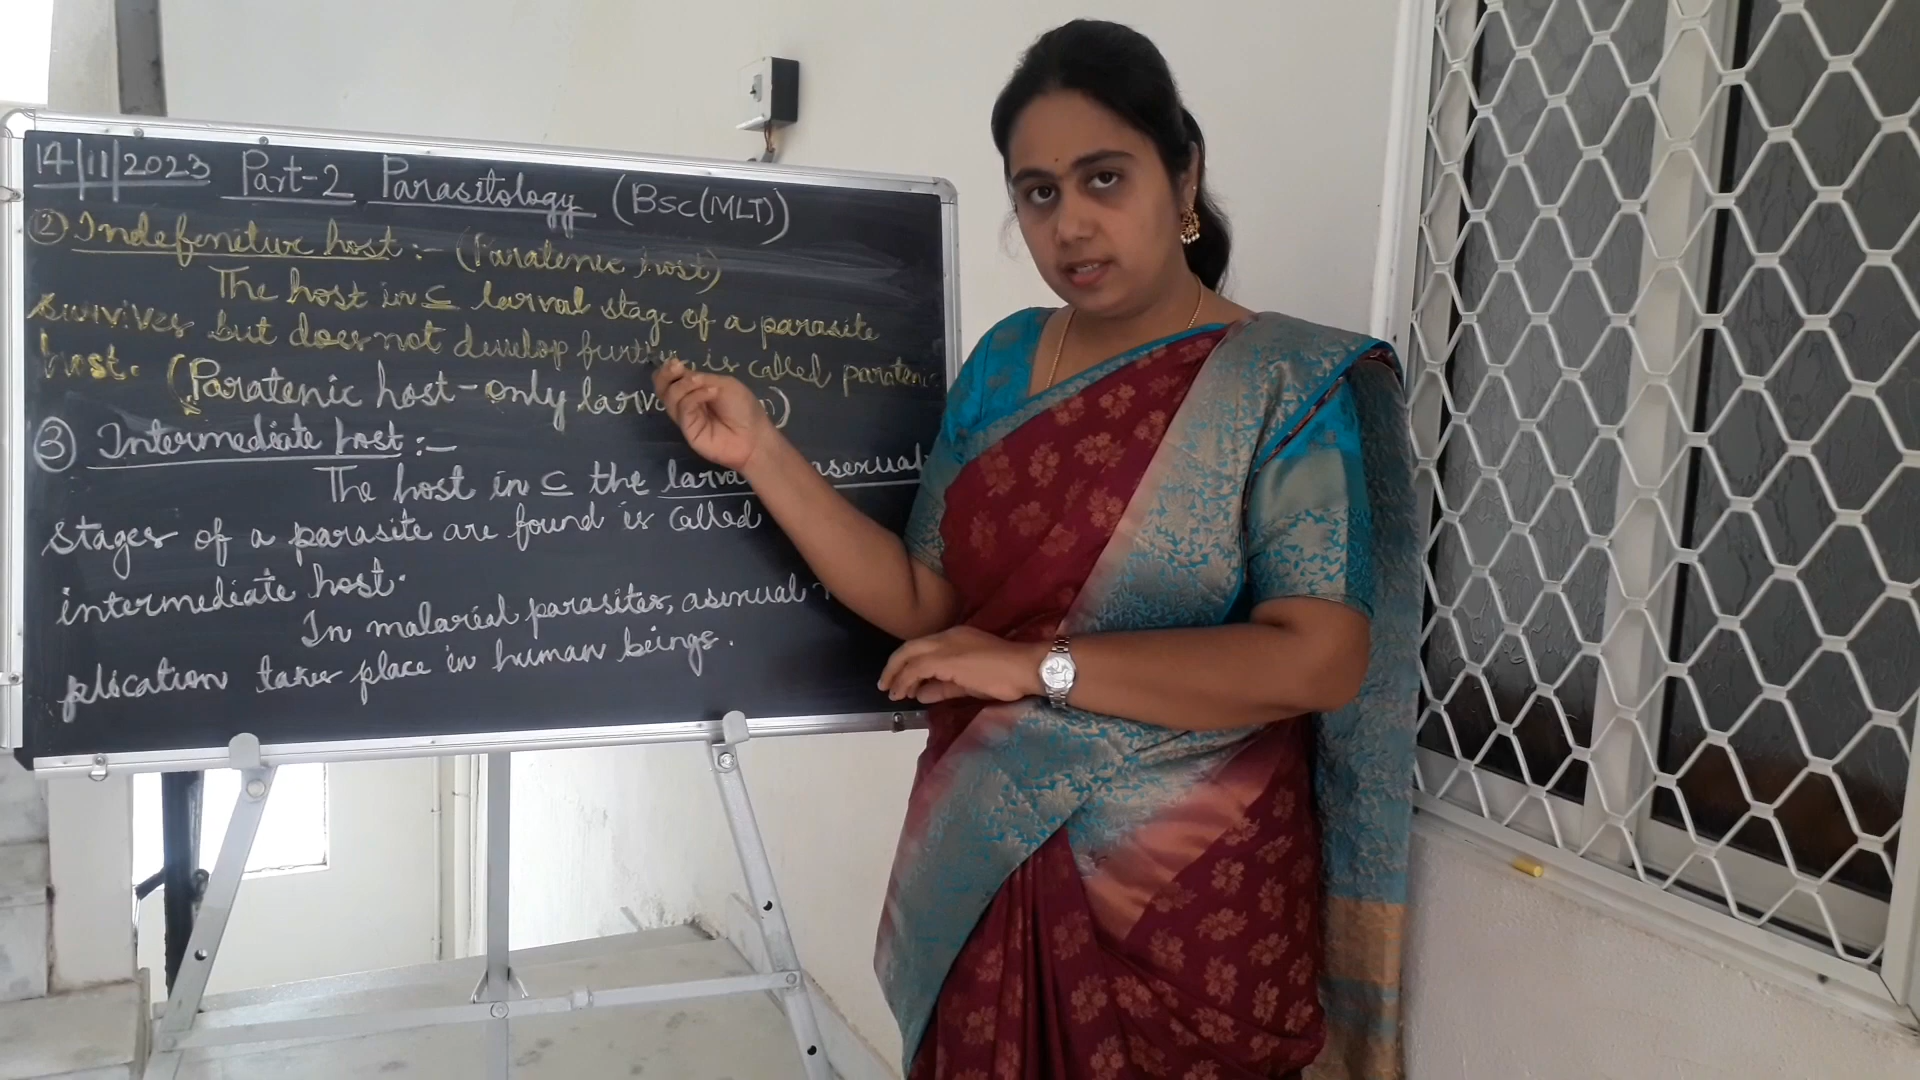 14/11/2023 Part-2 Parasitology (BSc(MLT))
② Indefenitive host :- (Paratenic host)
The host in c larval stage of a parasite
survives but does not develop further is called paratenic
host. (Paratenic host - only larva
③ Intermediate host :-
The host in c the larva asexual
stages of a parasite are found is called
intermediate host.
In malarial parasites, asexual
plication takes place in human beings.